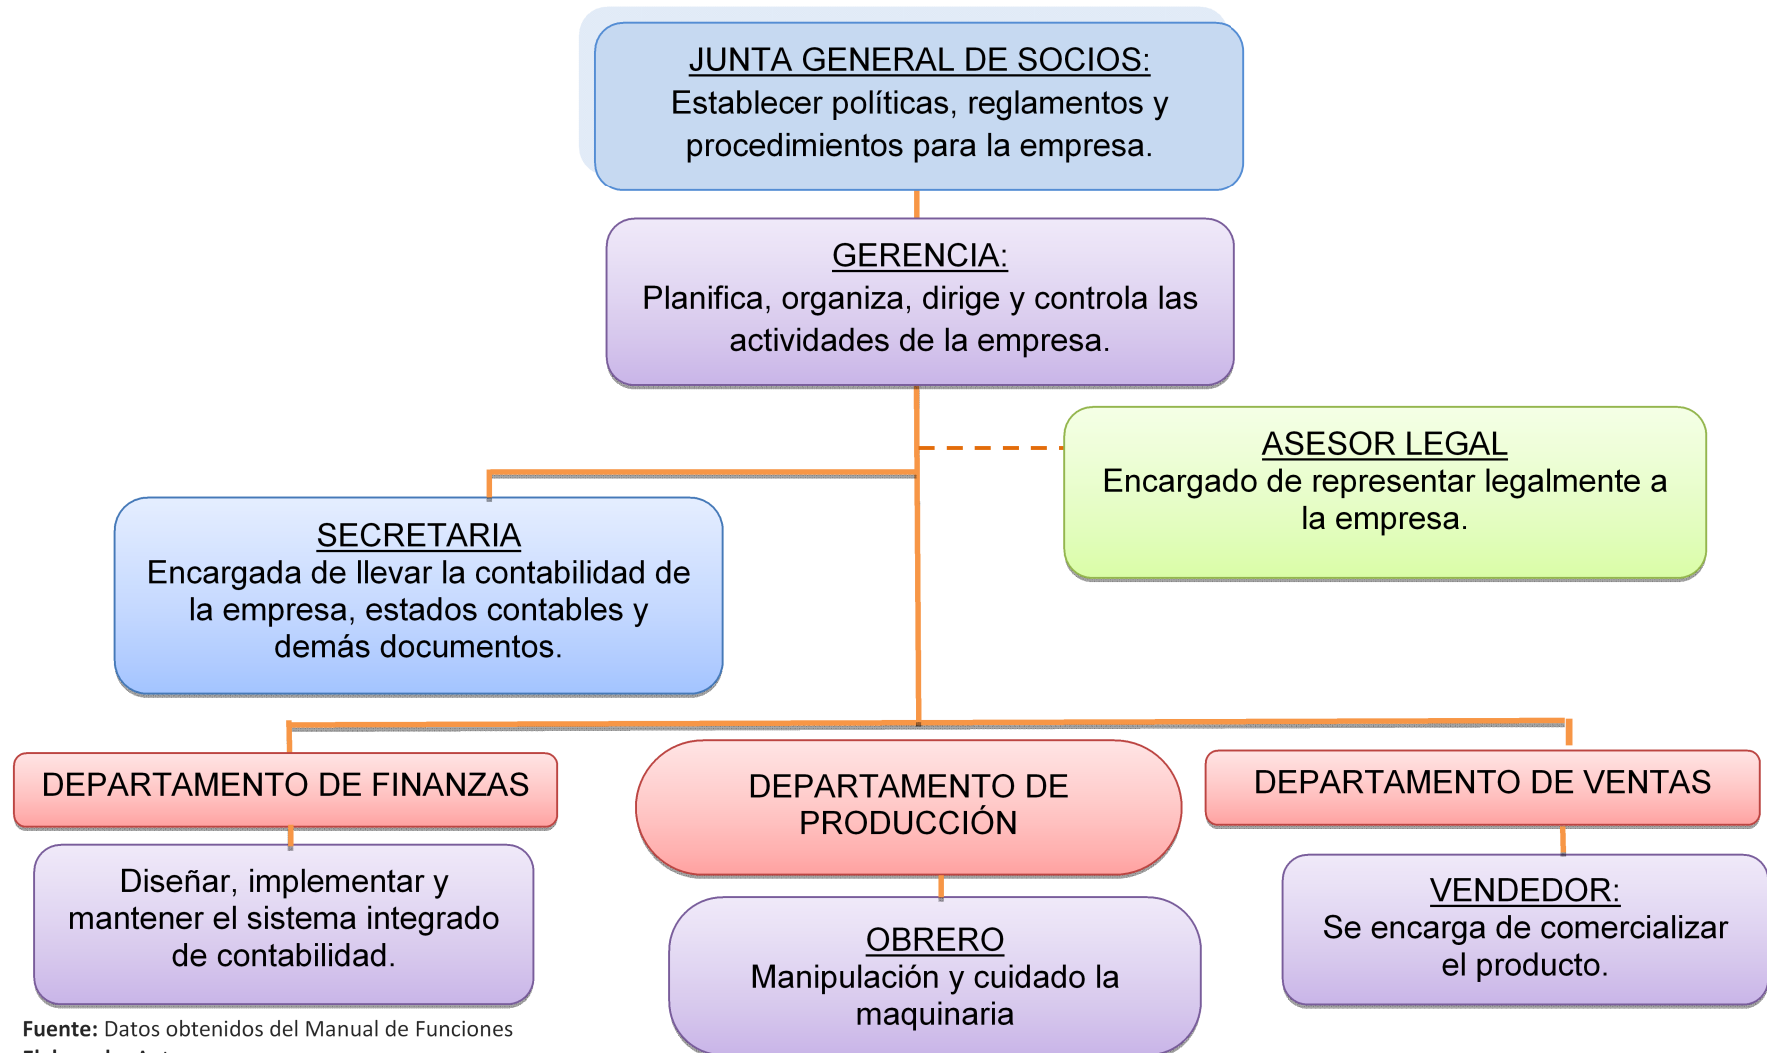 JUNTA GENERAL DE SOCIOS:
Establecer políticas, reglamentos y
procedimientos para la empresa.
GERENCIA:
Planifica, organiza, dirige y controla las
actividades de la empresa.
ASESOR LEGAL
Encargado de representar legalmente a
la empresa.
SECRETARIA
Encargada de llevar la contabilidad de
la empresa, estados contables y
demás documentos.
DEPARTAMENTO DE FINANZAS
Diseñar, implementar y
mantener el sistema integrado
de contabilidad.
DEPARTAMENTO DE
PRODUCCIÓN
OBRERO
Manipulación y cuidado la
maquinaria
DEPARTAMENTO DE VENTAS
VENDEDOR:
Se encarga de comercializar
el producto.
Fuente: Datos obtenidos del Manual de Funciones